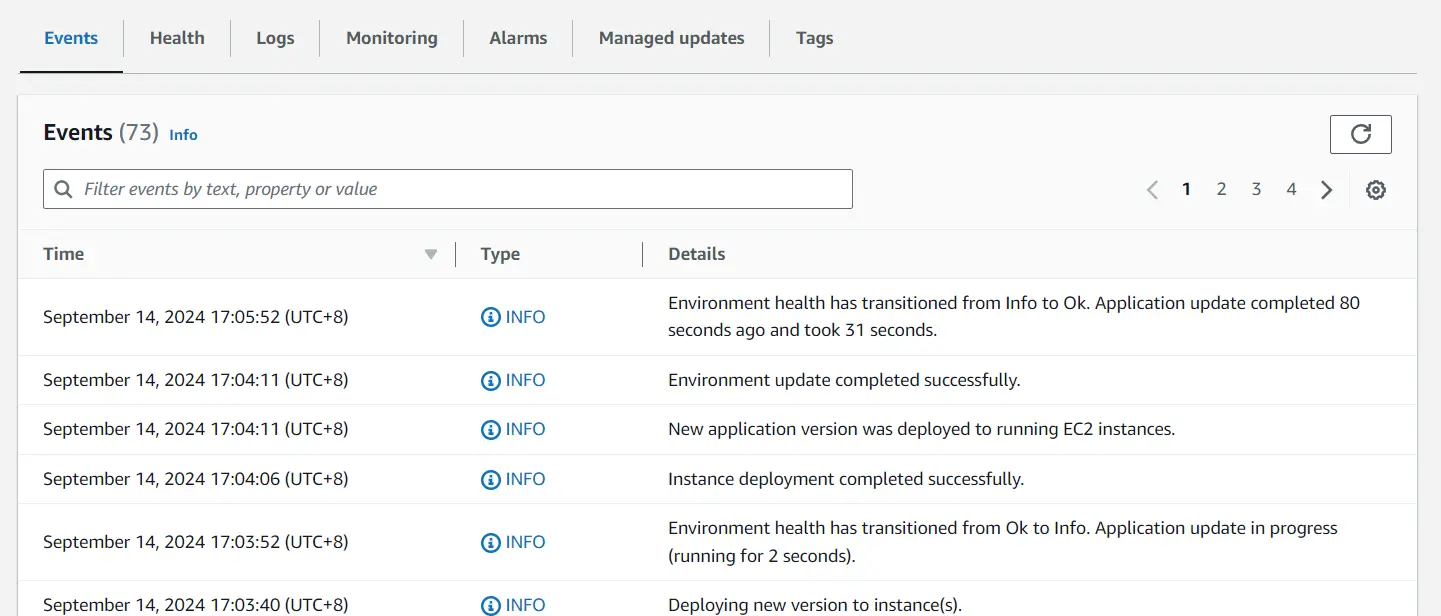 Events Health Logs Monitoring Alarms Managed updates Tags
Events (73) Info
Filter events by text, property or value
1 2 3 4
Time Type Details
September 14, 2024 17:05:52 (UTC+8) INFO Environment health has transitioned from Info to Ok. Application update completed 80
seconds ago and took 31 seconds.
September 14, 2024 17:04:11 (UTC+8) INFO Environment update completed successfully.
September 14, 2024 17:04:11 (UTC+8) INFO New application version was deployed to running EC2 instances.
September 14, 2024 17:04:06 (UTC+8) INFO Instance deployment completed successfully.
September 14, 2024 17:03:52 (UTC+8) INFO Environment health has transitioned from Ok to Info. Application update in progress
(running for 2 seconds).
September 14, 2024 17:03:40 (UTC+8) INFO Deploying new version to instance(s).